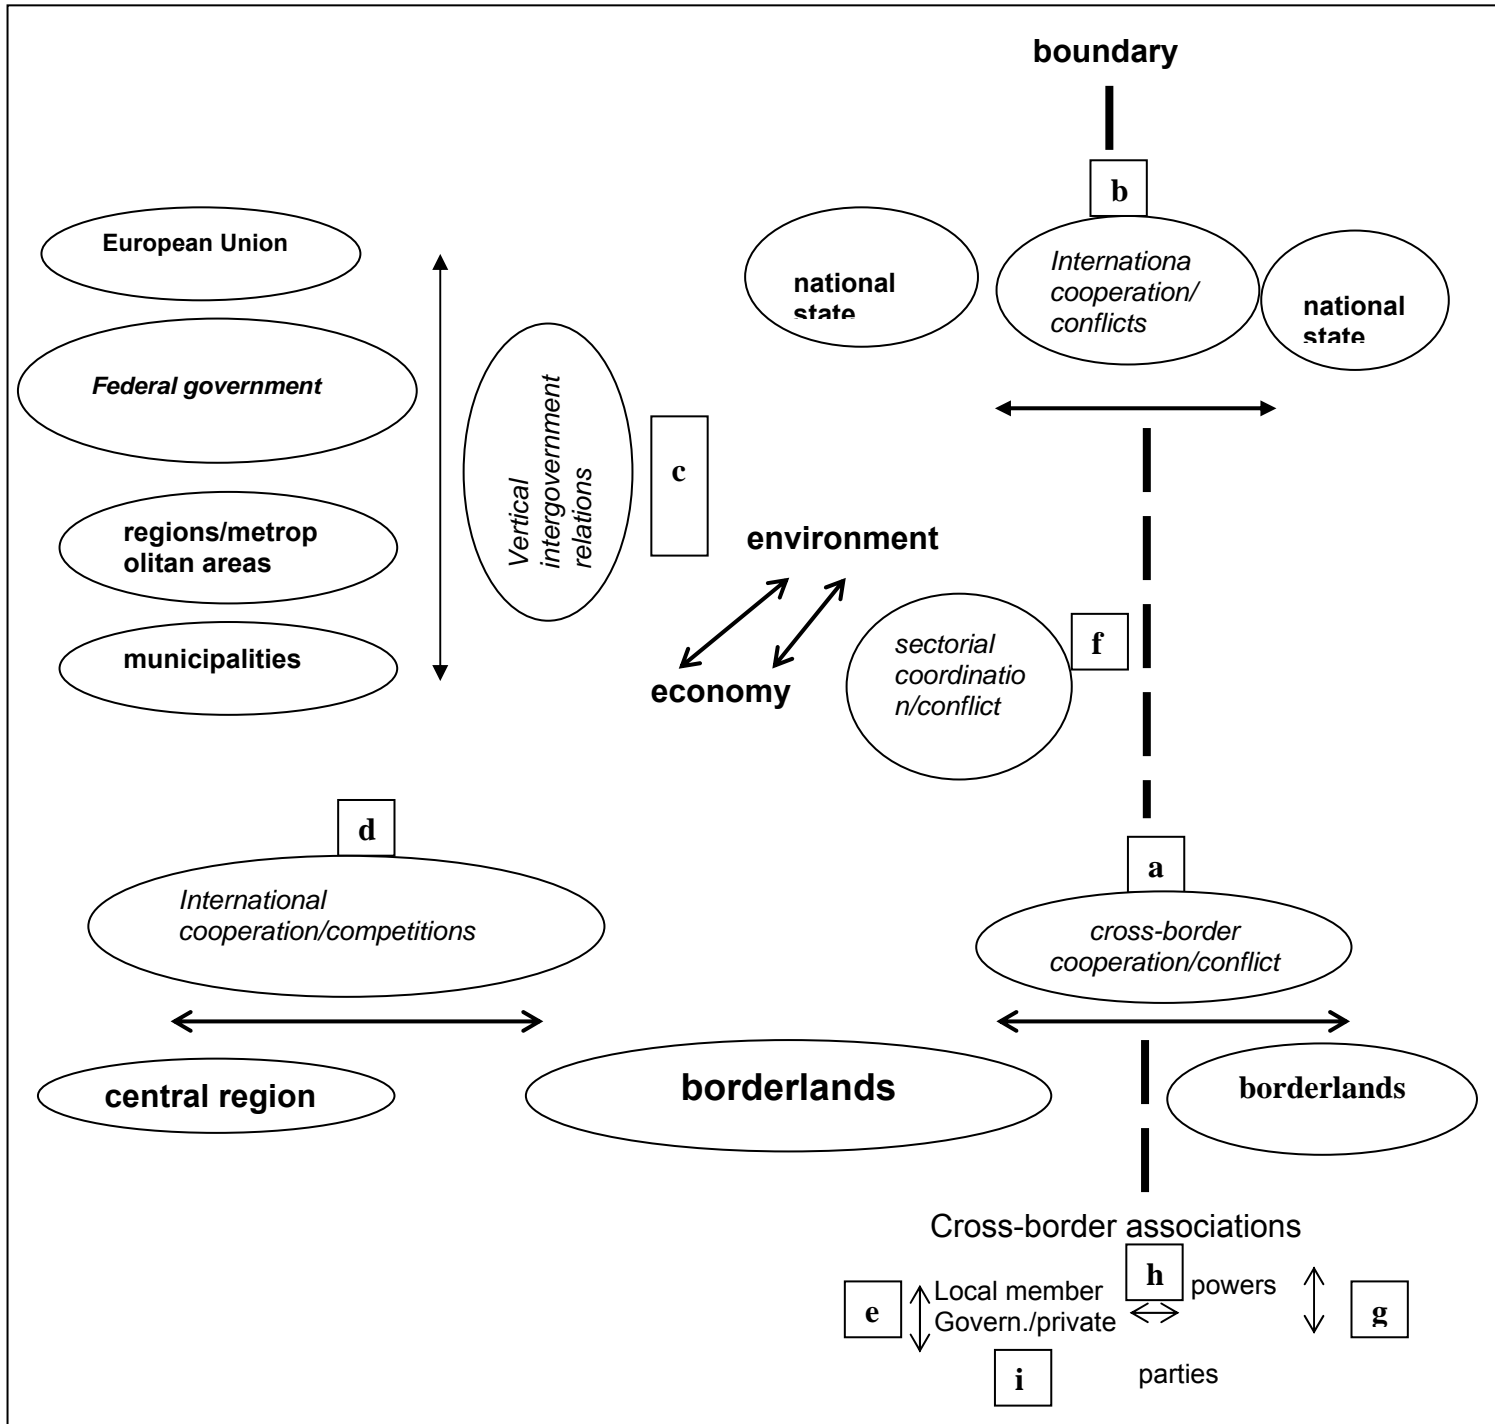 boundary
b
European Union
Internationa
cooperation/
conflicts
national
state
national
state
Federal government
Vertical
intergovernment
relations
c
environment
regions/metrop
olitan areas
f
sectorial
coordinatio
n/conflict
municipalities
economy
d
a
International
cooperation/competitions
cross-border
cooperation/conflict
central region
borderlands
borderlands
Cross-border associations
h
e
Local member
Govern./private
powers
g
i
parties